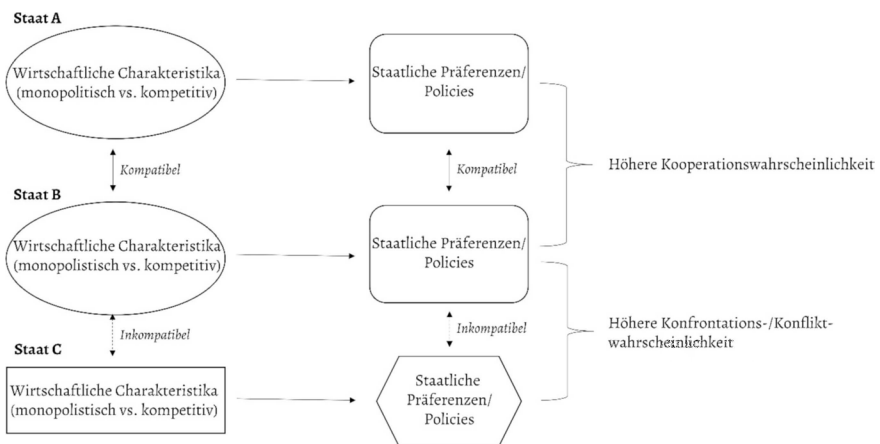 Staat A
Wirtschaftliche Charakteristika
(monopolitisch vs. kompetitiv)
Staatliche Präferenzen/
Policies
Kompatibel
Kompatibel
Höhere Kooperationswahrscheinlichkeit
Staat B
Wirtschaftliche Charakteristika
(monopolistisch vs. kompetitiv)
Staatliche Präferenzen/
Policies
Inkompatibel
Inkompatibel
Höhere Konfrontations-/Konflikt-
wahrscheinlichkeit
Staat C
Wirtschaftliche Charakteristika
(monopolistisch vs. kompetitiv)
Staatliche
Präferenzen/
Policies